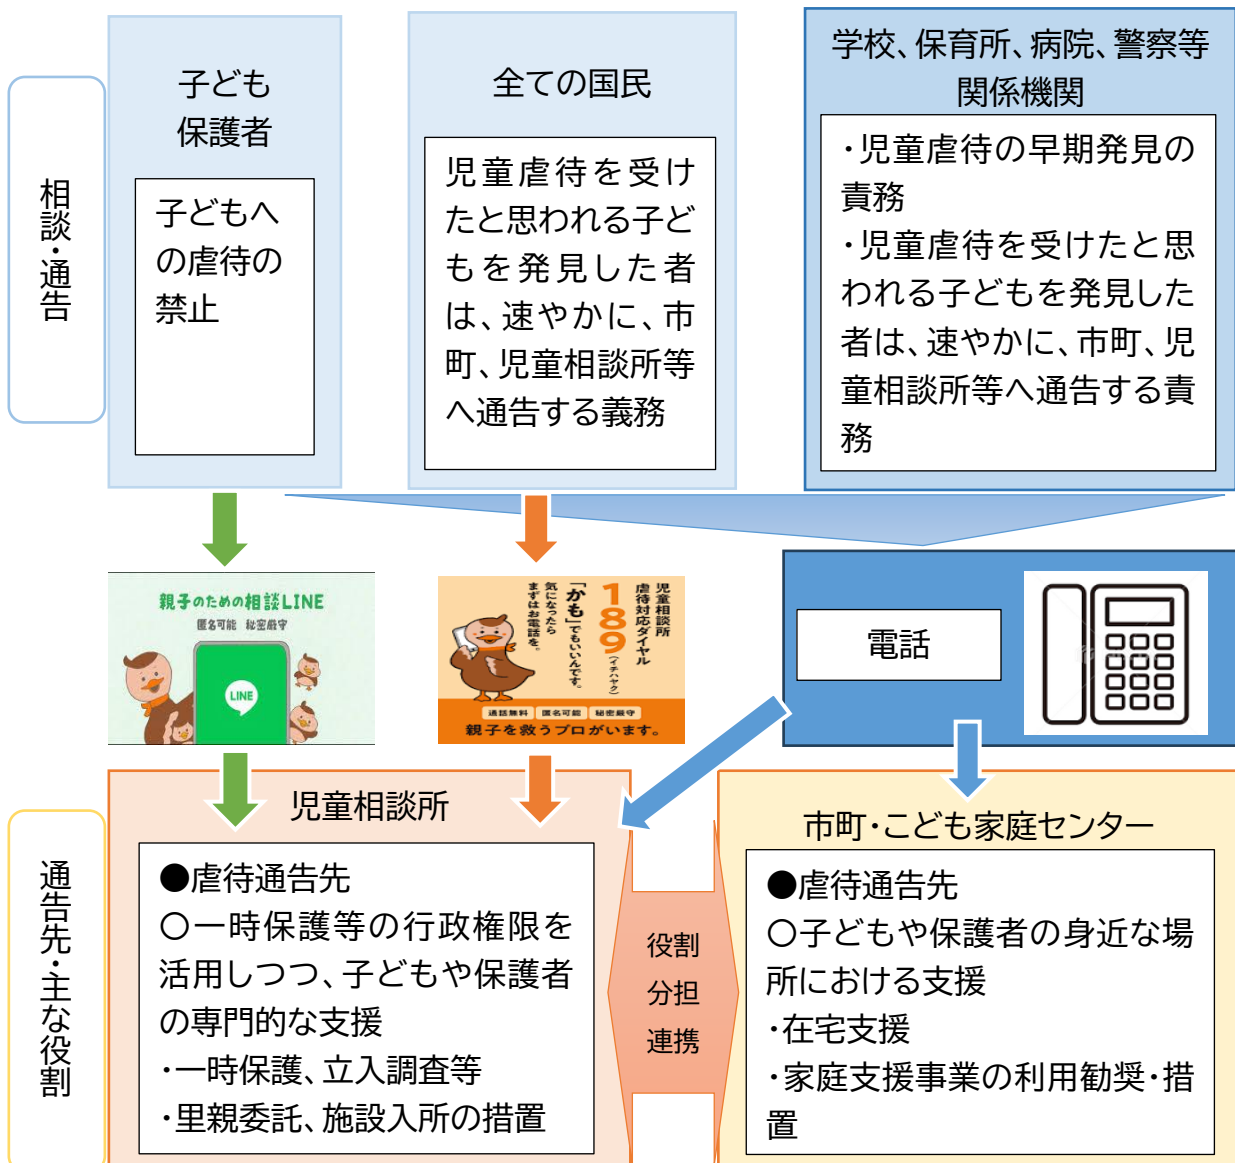 相談・通告
子ども
保護者
子どもへ
の虐待の
禁止
全ての国民
児童虐待を受け
たと思われる子ど
もを発見した者
は、速やかに、市
町、児童相談所等
へ通告する義務
学校、保育所、病院、警察等
関係機関
・児童虐待の早期発見の
責務
・児童虐待を受けたと思
われる子どもを発見した
者は、速やかに、市町、児
童相談所等へ通告する責
務
親子のための相談LINE
匿名可能 秘密厳守
LINE
児童相談所
虐待対応ダイヤル
189(イチハヤク)
「かも」でもいいんです。
気になったら
まずはお電話を。
通話無料 匿名可能 秘密厳守
親子を救うプロがいます。
電話
通告先・主な役割
児童相談所
●虐待通告先
〇一時保護等の行政権限を
活用しつつ、子どもや保護者
の専門的な支援
・一時保護、立入調査等
・里親委託、施設入所の措置
役割
分担
連携
市町・こども家庭センター
●虐待通告先
〇子どもや保護者の身近な場
所における支援
・在宅支援
・家庭支援事業の利用勧奨・措
置